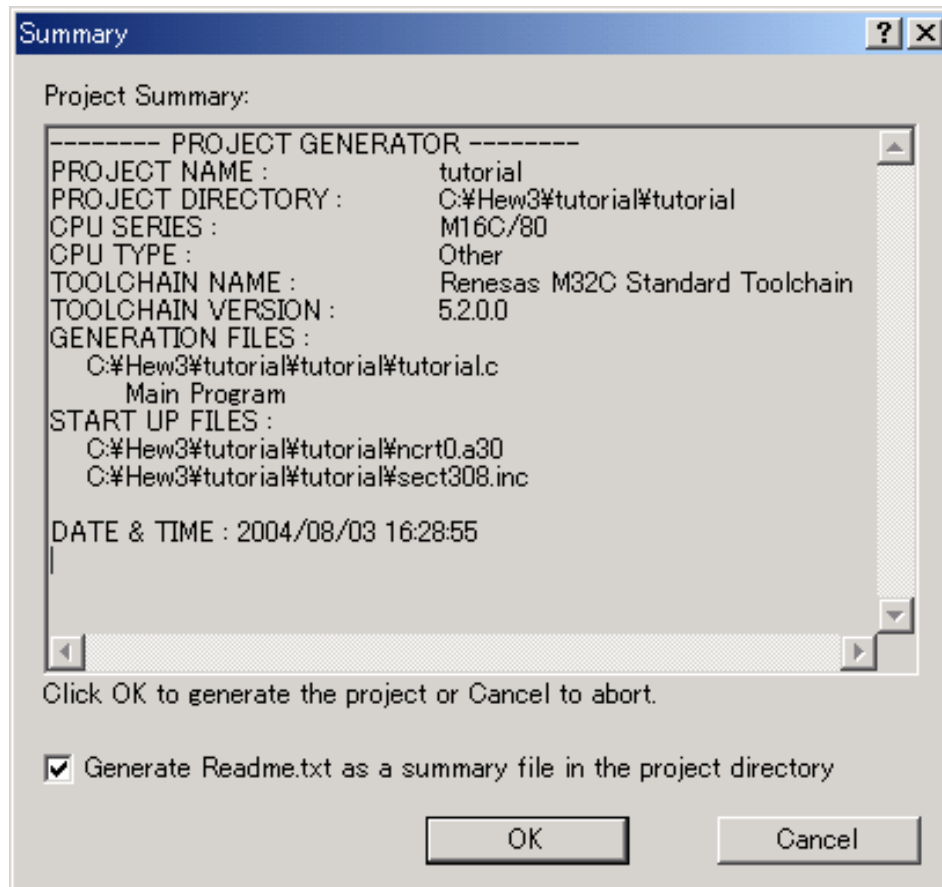 Summary
Project Summary:
-------- PROJECT GENERATOR --------
PROJECT NAME : tutorial
PROJECT DIRECTORY : C:¥Hew3¥tutorial¥tutorial
CPU SERIES : M16C/80
CPU TYPE : Other
TOOLCHAIN NAME : Renesas M32C Standard Toolchain
TOOLCHAIN VERSION : 5.2.0.0
GENERATION FILES :
C:¥Hew3¥tutorial¥tutorial¥tutorial.c
Main Program
START UP FILES :
C:¥Hew3¥tutorial¥tutorial¥ncrt0.a30
C:¥Hew3¥tutorial¥tutorial¥sect308.inc
DATE & TIME : 2004/08/03 16:28:55
Click OK to generate the project or Cancel to abort.
Generate Readme.txt as a summary file in the project directory
OK Cancel